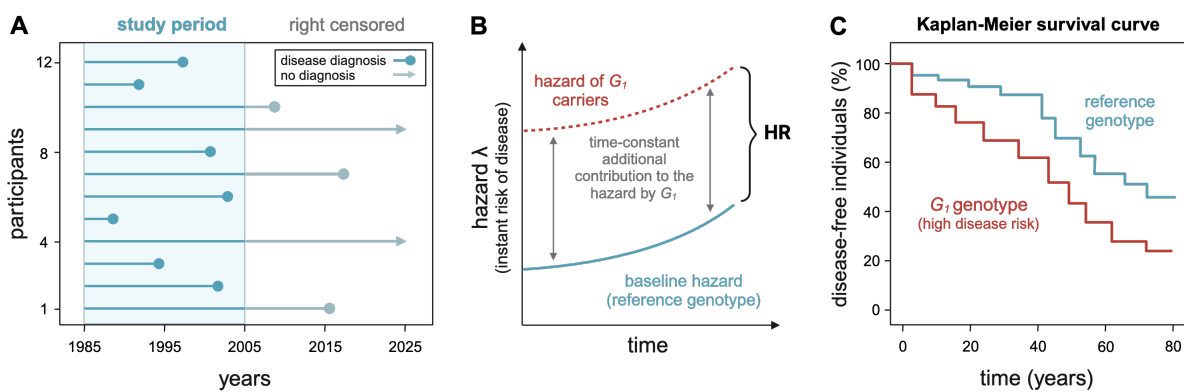 A
study period
right censored
disease diagnosis
no diagnosis
participants
12
8
4
1
1985
1995
2005
2015
2025
years
B
hazard of G₁
carriers
HR
time-constant
additional
contribution to the
hazard by G₁
hazard λ
(instant risk of disease)
baseline hazard
(reference genotype)
time
C
Kaplan-Meier survival curve
disease-free individuals (%)
100
80
60
40
20
0
reference
genotype
G₁ genotype
(high disease risk)
0
20
40
60
80
time (years)